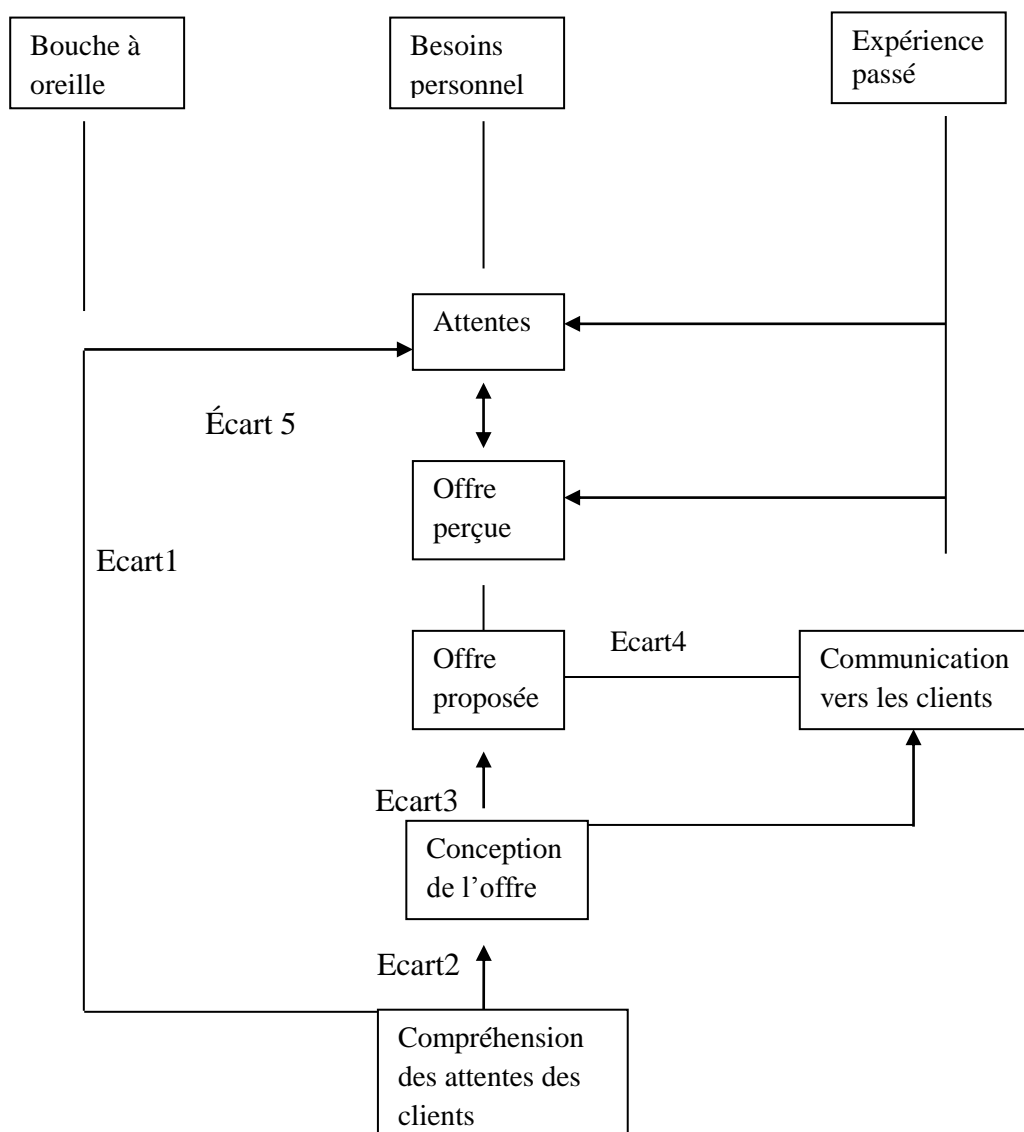 Bouche à
oreille
Besoins
personnel
Expérience
passé
Attentes
Écart 5
Offre
perçue
Ecart1
Offre
proposée
Ecart4
Communication
vers les clients
Ecart3
Conception
de l’offre
Ecart2
Compréhension
des attentes des
clients